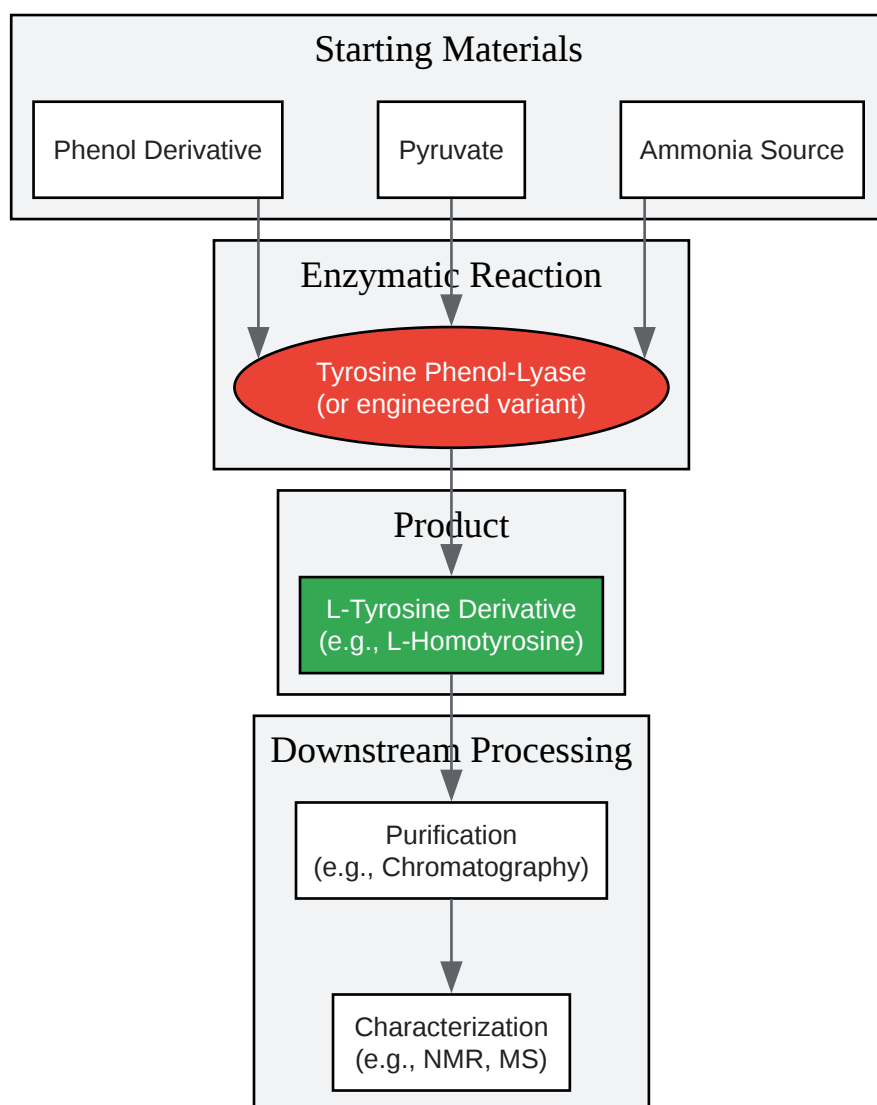 Starting Materials
Phenol Derivative
Pyruvate
Ammonia Source
Enzymatic Reaction
Tyrosine Phenol-Lyase
(or engineered variant)
Product
L-Tyrosine Derivative
(e.g., L-Homotyrosine)
Downstream Processing
Purification
(e.g., Chromatography)
Characterization
(e.g., NMR, MS)